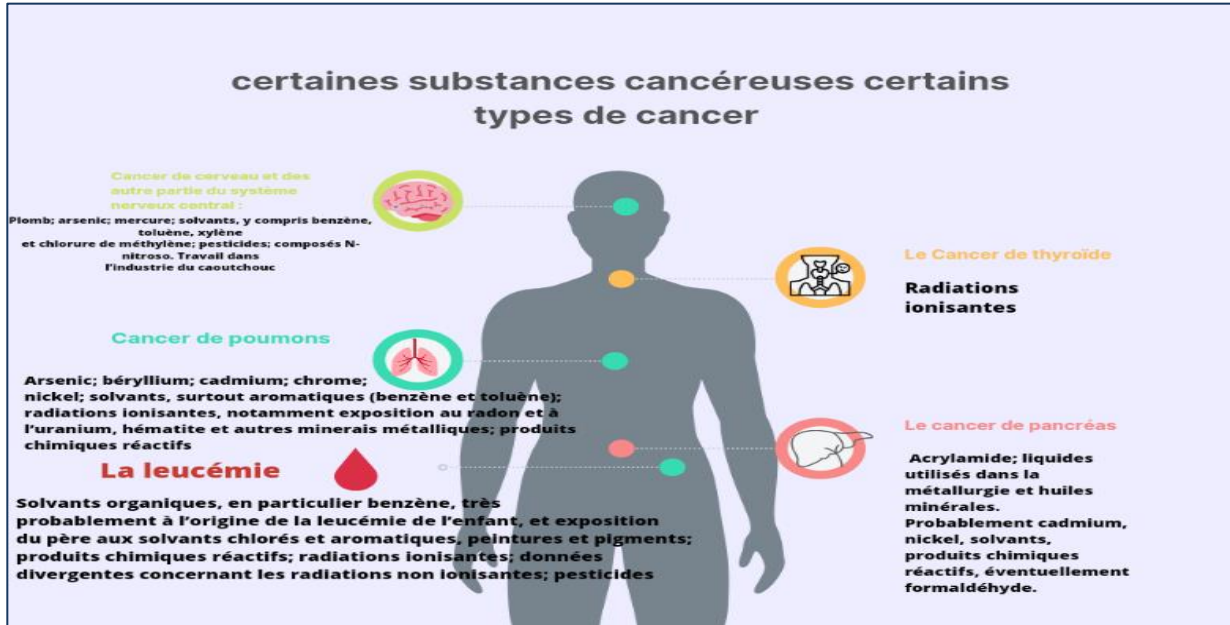 certaines substances cancéreuses certains
types de cancer
Cancer de cerveau et des
autre partie du système
nerveux contral :
Plomb; arsenic; mercure; solvants, y compris benzène,
toluène, xylène
et chlorure de méthylène; pesticides; composés N-
nitroso. Travail dans
l'industrie du caoutchouc
Le Cancer de thyroïde
Radiations
ionisantes
Cancer de poumons
Arsenic; béryllium; cadmium; chrome;
nickel; solvants, surtout aromatiques (benzène et toluène);
radiations ionisantes, notamment exposition au radon et à
l'uranium, hématite et autres minerais métalliques; produits
chimiques réactifs
Le cancer de pancréas
Acrylamide; liquides
utilisés dans la
métallurgie et huiles
minérales.
Probablement cadmium,
nickel, solvants,
produits chimiques
réactifs, éventuellement
formaldéhyde.
La leucémie
Solvants organiques, en particulier benzène, très
probablement à l'origine de la leucémie de l'enfant, et exposition
du père aux solvants chlorés et aromatiques, peintures et pigments;
produits chimiques réactifs; radiations ionisantes; données
divergentes concernant les radiations non ionisantes; pesticides